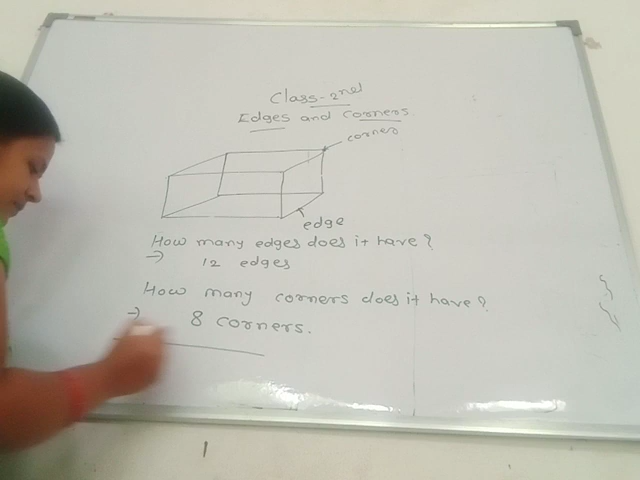 Class-2nd
Edges and Corners
corner
edge
How many edges does it have?
→ 12 edges
How many corners does it have?
→ 8 corners.